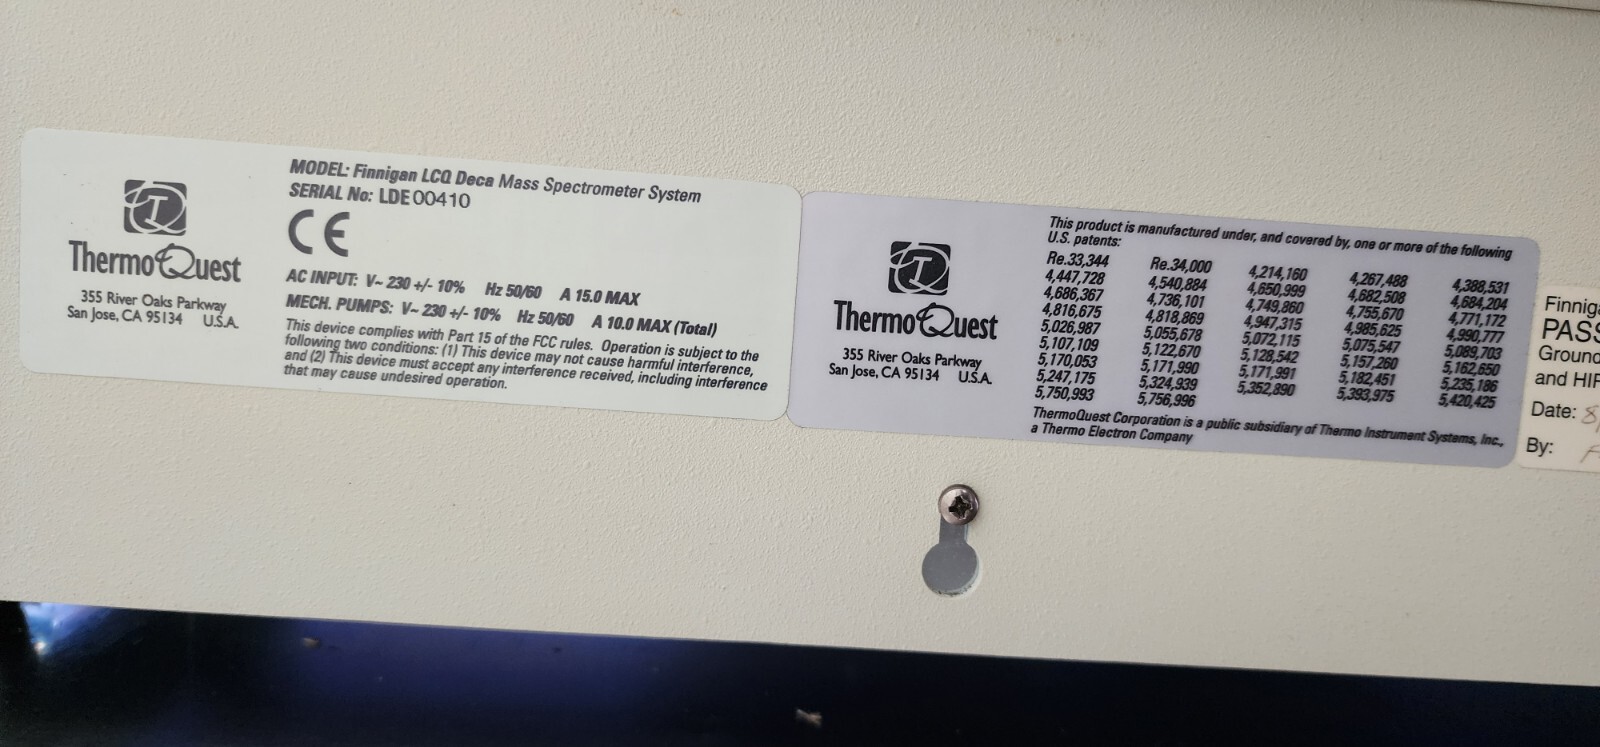 ThermoQuest
355 River Oaks Parkway
San Jose, CA 95134 U.S.A.
MODEL: Finnigan LCQ Deca Mass Spectrometer System
SERIAL No: LDE 00410
CE
AC INPUT: V~ 230 +/- 10% Hz 50/60 A 15.0 MAX
MECH. PUMPS: V~ 230 +/- 10% Hz 50/60 A 10.0 MAX (Total)
This device complies with Part 15 of the FCC rules. Operation is subject to the
following two conditions: (1) This device may not cause harmful interference,
and (2) This device must accept any interference received, including interference
that may cause undesired operation.
ThermoQuest
355 River Oaks Parkway
San Jose, CA 95134 U.S.A.
This product is manufactured under, and covered by, one or more of the following
U.S. patents:
Re.33,344 Re.34,000 4,214,160 4,267,488 4,388,531
4,447,728 4,540,884 4,650,999 4,682,508 4,684,204
4,686,367 4,736,101 4,749,860 4,755,670 4,771,172
4,816,675 4,818,869 4,947,315 4,985,625 4,990,777
5,026,987 5,055,678 5,072,115 5,075,547 5,089,703
5,107,109 5,122,670 5,128,542 5,157,260 5,162,650
5,170,053 5,171,990 5,171,991 5,182,451 5,235,186
5,247,175 5,324,939 5,352,890 5,393,975 5,420,425
5,750,993 5,756,996
ThermoQuest Corporation is a public subsidiary of Thermo Instrument Systems, Inc.,
a Thermo Electron Company
Finniga
PASS
Ground
and HIP
Date: 8/
By: